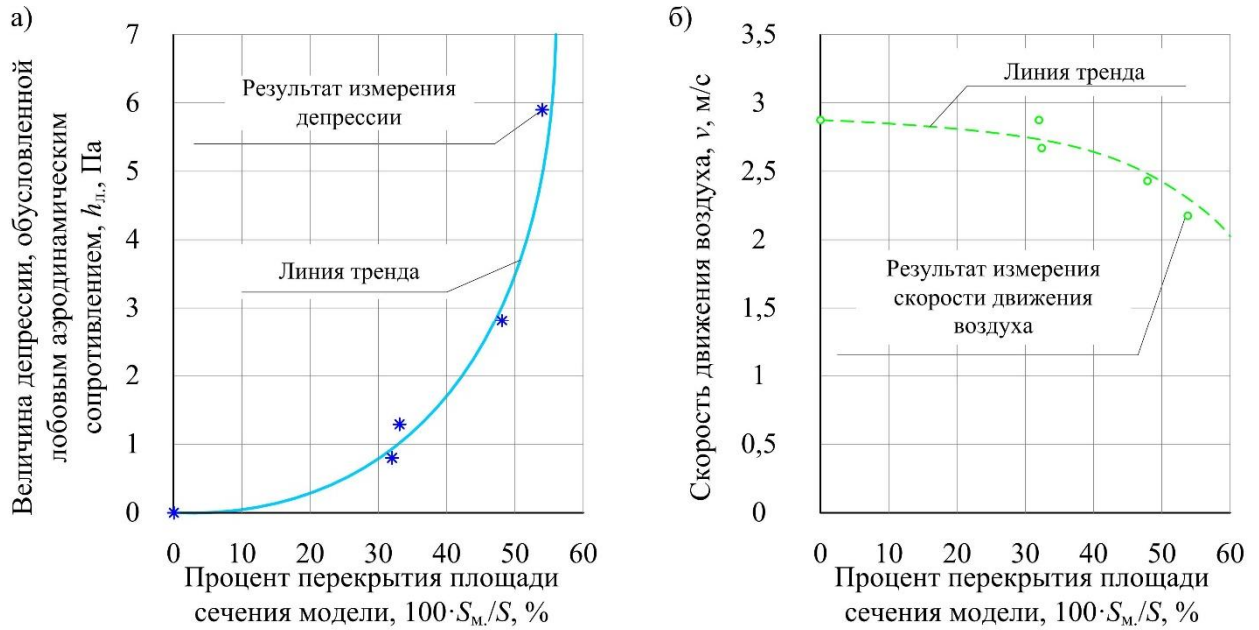 а)
Величина депрессии, обусловленной
лобовым аэродинамическим
сопротивлением, hл., Па
7
6
5
4
3
2
1
0
0 10 20 30 40 50 60
Результат измерения
депрессии
Линия тренда
Процент перекрытия площади
сечения модели, 100·Sм./S, %
б)
Скорость движения воздуха, v, м/с
3,5
3
2,5
2
1,5
1
0,5
0
0 10 20 30 40 50 60
Линия тренда
Результат измерения
скорости движения
воздуха
Процент перекрытия площади
сечения модели, 100·Sм./S, %